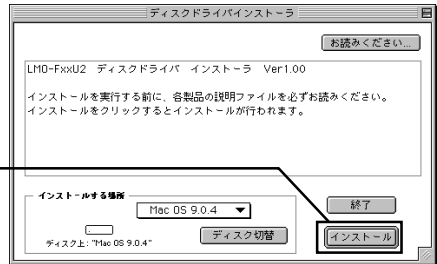 ディスクドライバインストーラ
お読みください...
LMO-FxxU2 ディスクドライバ インストーラ Ver1.00
インストールを実行する前に、各製品の説明ファイルを必ずお読みください。
インストールをクリックするとインストールが行われます。
インストールする場所
Mac OS 9.0.4
ディスク上："Mac OS 9.0.4"
ディスク切替
終了
インストール